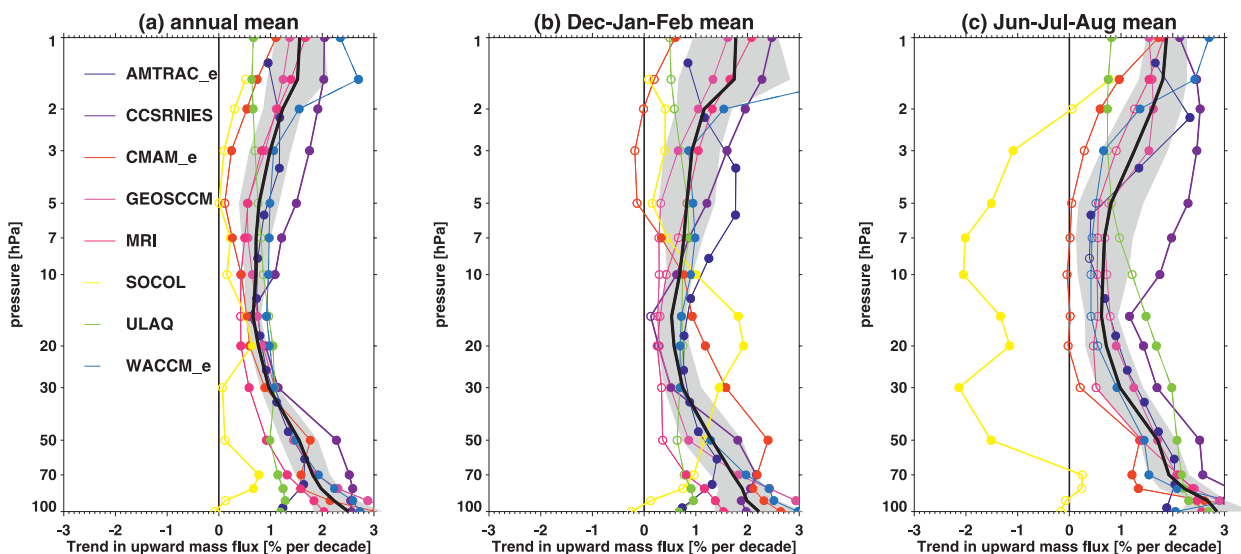 (a) annual mean
(b) Dec-Jan-Feb mean
(c) Jun-Jul-Aug mean
1
2
3
5
7
10
20
30
50
70
100
pressure [hPa]
AMTRAC_e
CCSRNIES
CMAM_e
GEOSCCM
MRI
SOCOL
ULAQ
WACCM_e
-3 -2 -1 0 1 2 3
Trend in upward mass flux [% per decade]
1
2
3
5
7
10
20
30
50
70
100
pressure [hPa]
-3 -2 -1 0 1 2 3
Trend in upward mass flux [% per decade]
1
2
3
5
7
10
20
30
50
70
100
pressure [hPa]
-3 -2 -1 0 1 2 3
Trend in upward mass flux [% per decade]